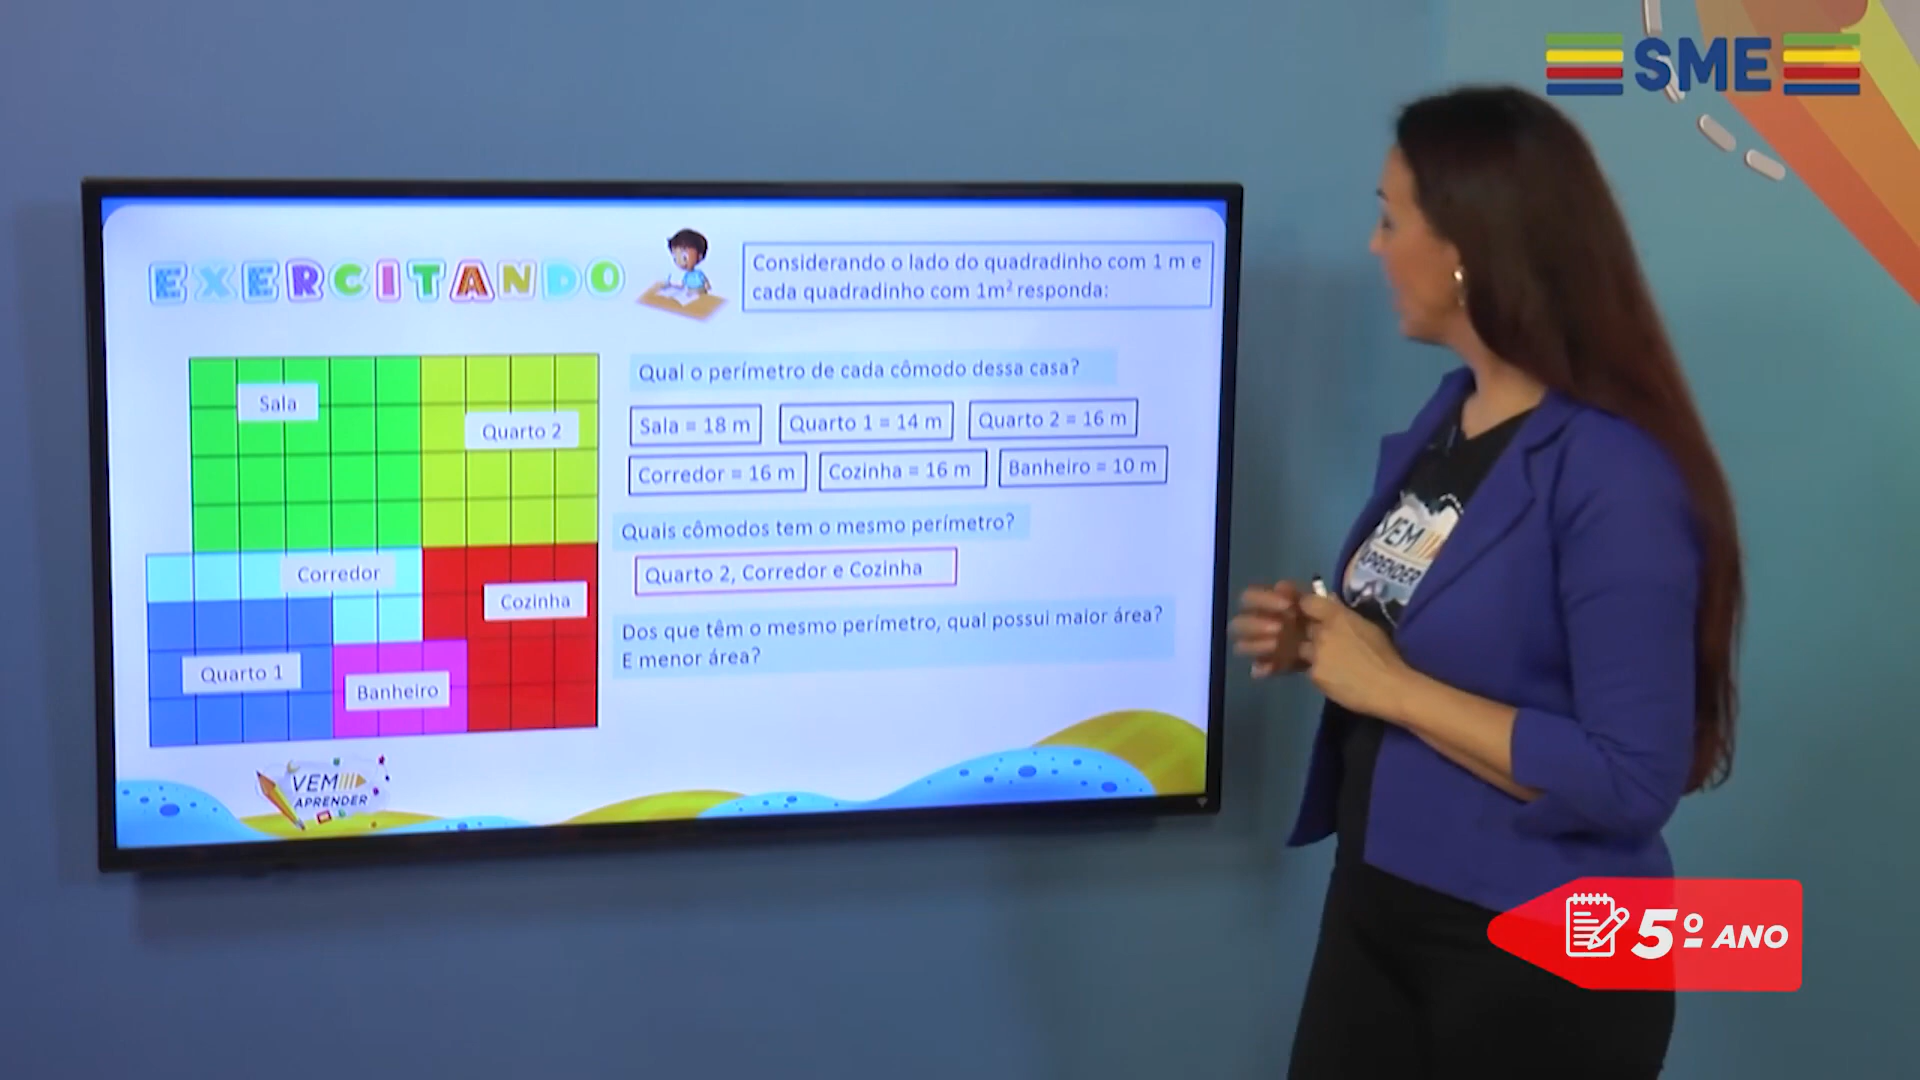 SME
EXERCITANDO
Considerando o lado do quadradinho com 1 m e
cada quadradinho com 1m² responda:
Sala
Quarto 2
Corredor
Cozinha
Quarto 1
Banheiro
Qual o perímetro de cada cômodo dessa casa?
Sala = 18 m
Quarto 1 = 14 m
Quarto 2 = 16 m
Corredor = 16 m
Cozinha = 16 m
Banheiro = 10 m
Quais cômodos tem o mesmo perímetro?
Quarto 2, Corredor e Cozinha
Dos que têm o mesmo perímetro, qual possui maior área?
E menor área?
VEM
APRENDER
VEM
APRENDER
5º ANO